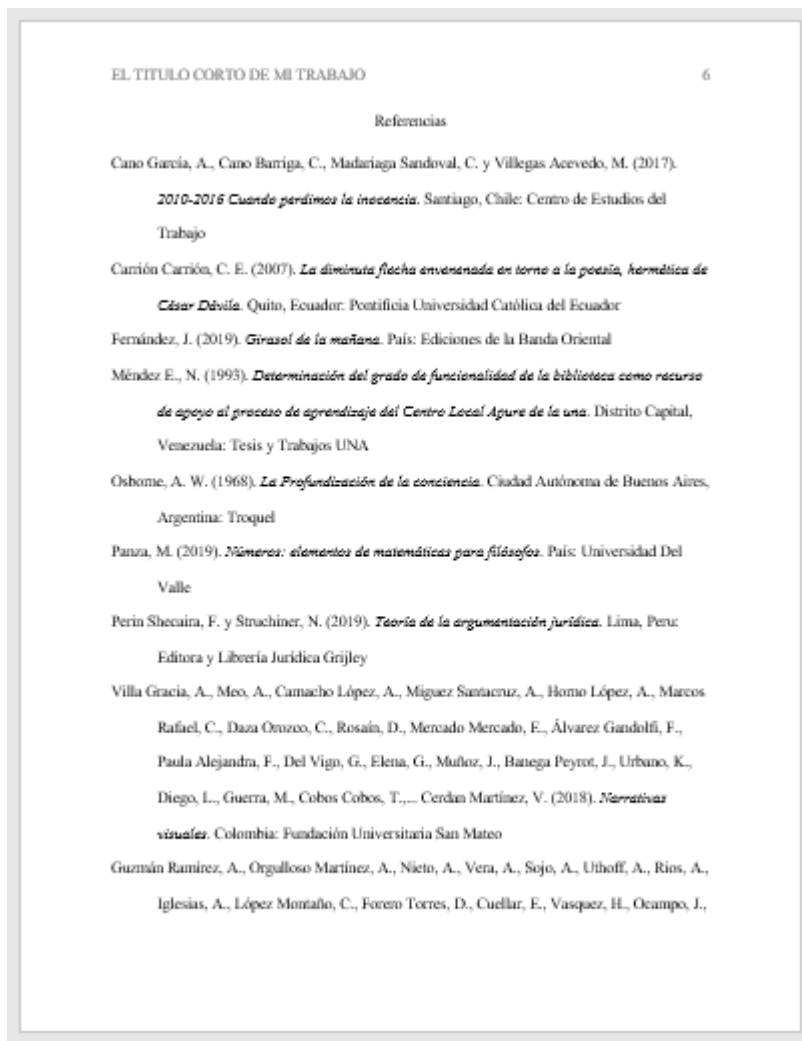 EL TITULO CORTO DE MI TRABAJO 6
Referencias
Cano García, A., Cano Barriga, C., Madariaga Sandoval, C. y Villegas Acevedo, M. (2017).
2010-2016 Cuando perdimos la inocencia. Santiago, Chile: Centro de Estudios del
Trabajo
Carrión Carrión, C. E. (2007). La diminuta flecha envenenada en torno a la poesía, hermética de
César Dávila. Quito, Ecuador: Pontificia Universidad Católica del Ecuador
Fernández, J. (2019). Girasol de la mañana. País: Ediciones de la Banda Oriental
Méndez E., N. (1993). Determinación del grado de funcionalidad de la biblioteca como recurso
de apoyo al proceso de aprendizaje del Centro Local Apure de la una. Distrito Capital,
Venezuela: Tesis y Trabajos UNA
Osborne, A. W. (1968). La Profundización de la conciencia. Ciudad Autónoma de Buenos Aires,
Argentina: Troquel
Panza, M. (2019). Números: elementos de matemáticas para filósofos. País: Universidad Del
Valle
Perin Shecaira, F. y Struchiner, N. (2019). Teoría de la argumentación jurídica. Lima, Peru:
Editora y Librería Jurídica Grijley
Villa Gracia, A., Meo, A., Camacho López, A., Miguez Santacruz, A., Horno López, A., Marcos
Rafael, C., Daza Orozco, C., Rosain, D., Mercado Mercado, E., Álvarez Gandolfi, F.,
Paula Alejandra, F., Del Vigo, G., Elena, G., Muñoz, J., Banega Peyrot, J., Urbano, K.,
Diego, L., Guerra, M., Cobos Cobos, T.,... Cerdan Martínez, V. (2018). Narrativas
visuales. Colombia: Fundación Universitaria San Mateo
Guzmán Ramírez, A., Orgulloso Martínez, A., Nieto, A., Vera, A., Sojo, A., Uthoff, A., Rios, A.,
Iglesias, A., López Montaño, C., Forero Torres, D., Cuellar, E., Vasquez, H., Ocampo, J.,